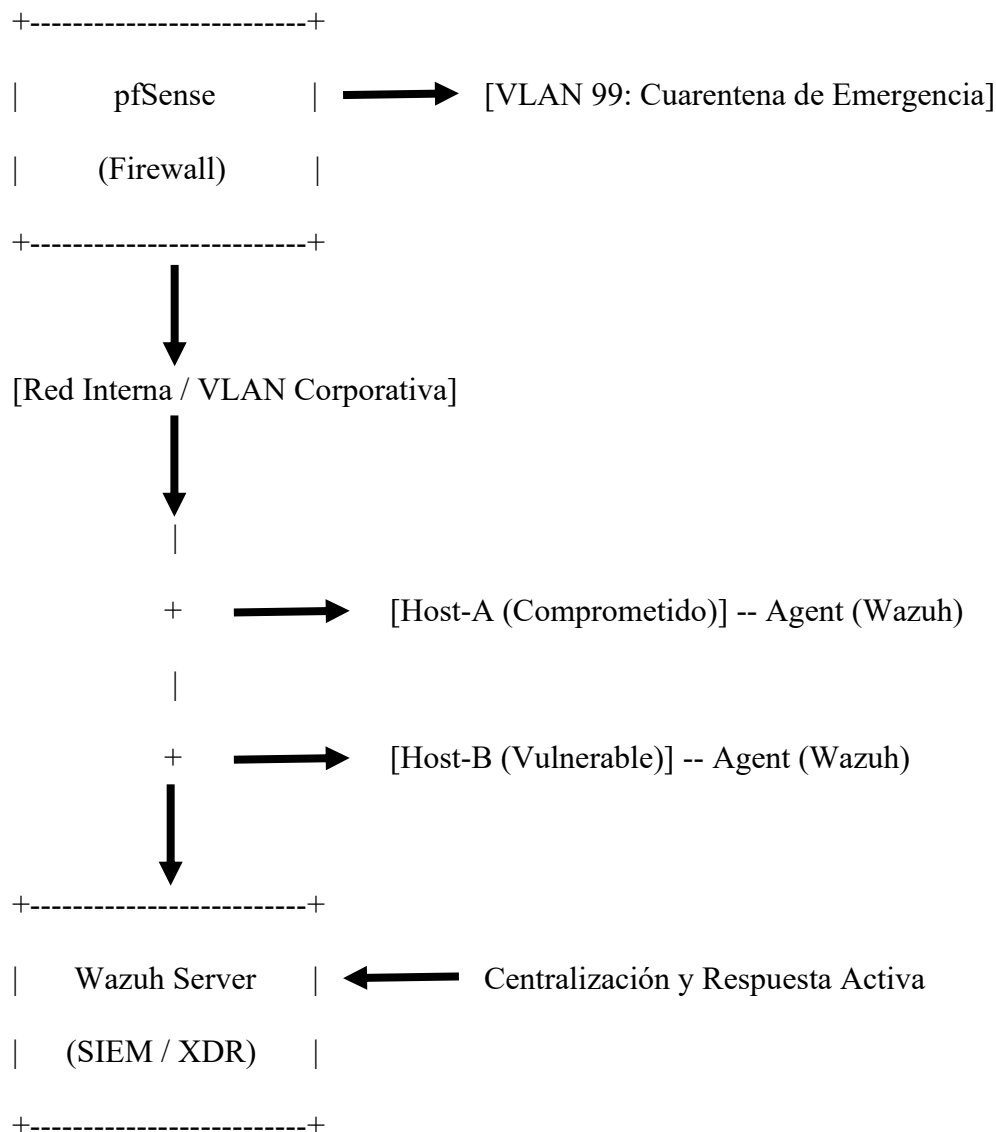 +--------------------------+
| pfSense | [VLAN 99: Cuarentena de Emergencia]
| (Firewall) |
+--------------------------+
[Red Interna / VLAN Corporativa]
|
+ [Host-A (Comprometido)] -- Agent (Wazuh)
|
+ [Host-B (Vulnerable)] -- Agent (Wazuh)
+--------------------------+
| Wazuh Server | Centralización y Respuesta Activa
| (SIEM / XDR) |
+--------------------------+